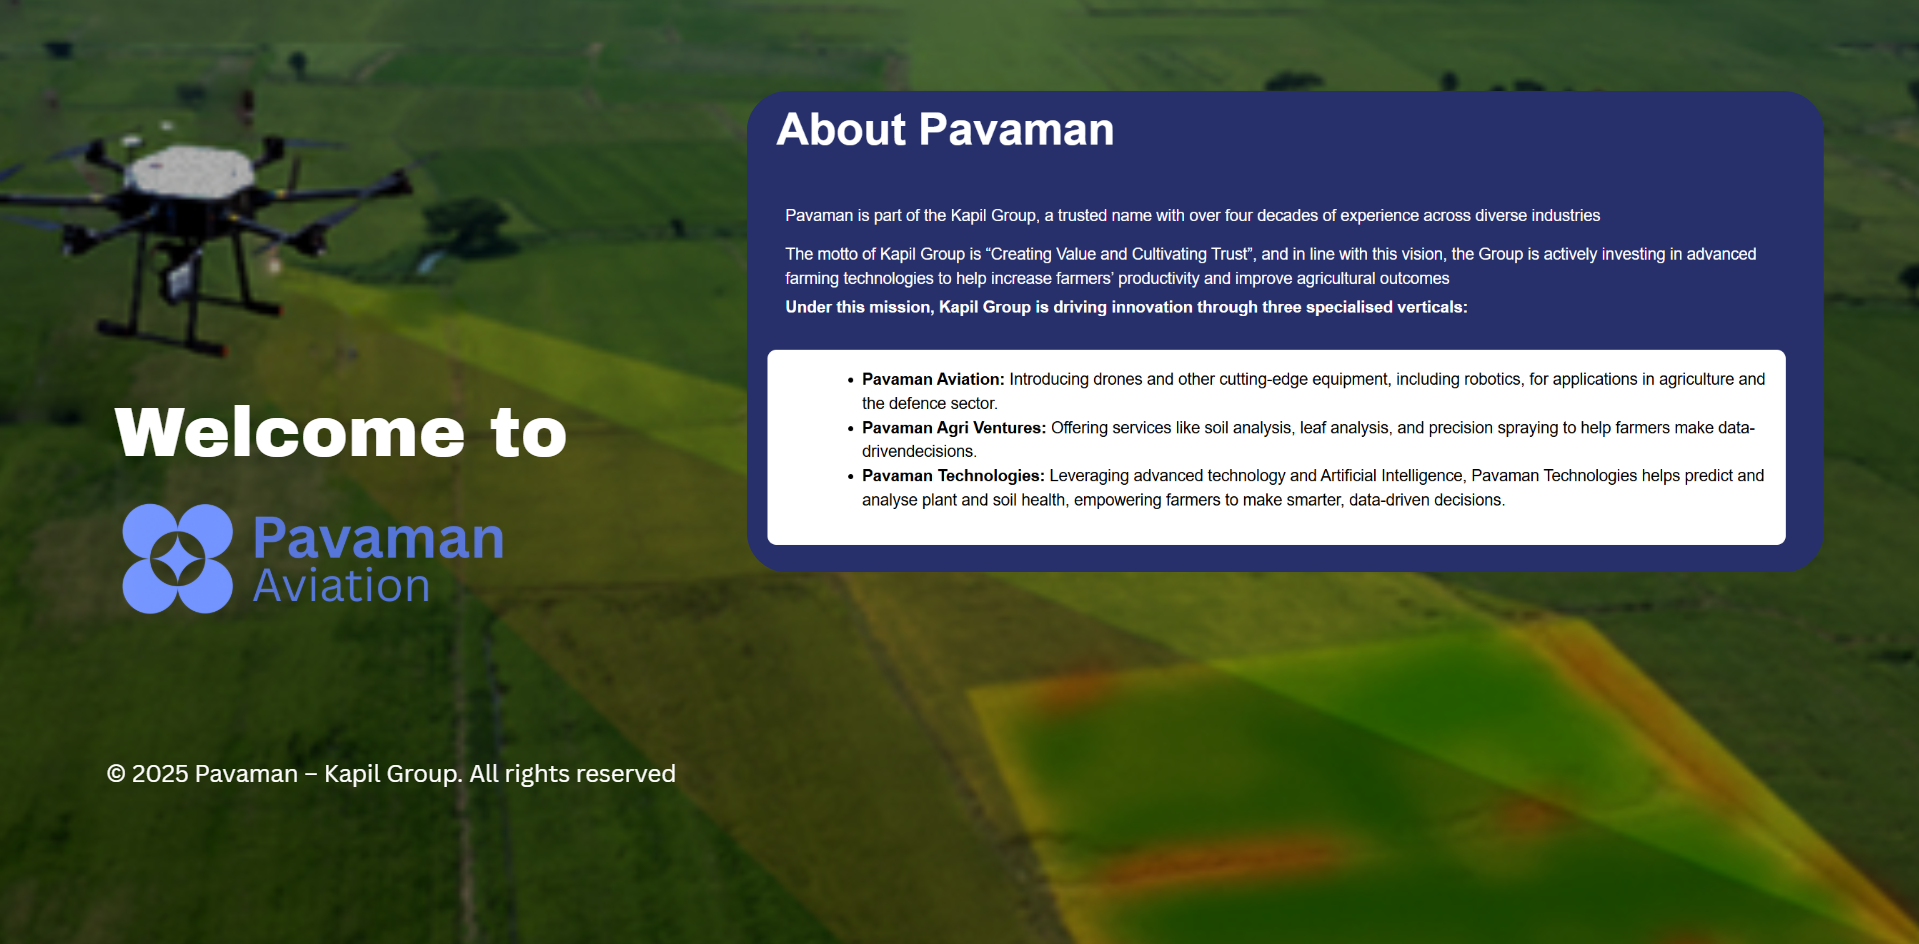 About Pavaman
Pavaman is part of the Kapil Group, a trusted name with over four decades of experience across diverse industries
The motto of Kapil Group is “Creating Value and Cultivating Trust”, and in line with this vision, the Group is actively investing in advanced
farming technologies to help increase farmers’ productivity and improve agricultural outcomes
Under this mission, Kapil Group is driving innovation through three specialised verticals:
• Pavaman Aviation: Introducing drones and other cutting-edge equipment, including robotics, for applications in agriculture and
the defence sector.
• Pavaman Agri Ventures: Offering services like soil analysis, leaf analysis, and precision spraying to help farmers make data-
drivendecisions.
• Pavaman Technologies: Leveraging advanced technology and Artificial Intelligence, Pavaman Technologies helps predict and
analyse plant and soil health, empowering farmers to make smarter, data-driven decisions.
Welcome to
Pavaman
Aviation
© 2025 Pavaman – Kapil Group. All rights reserved